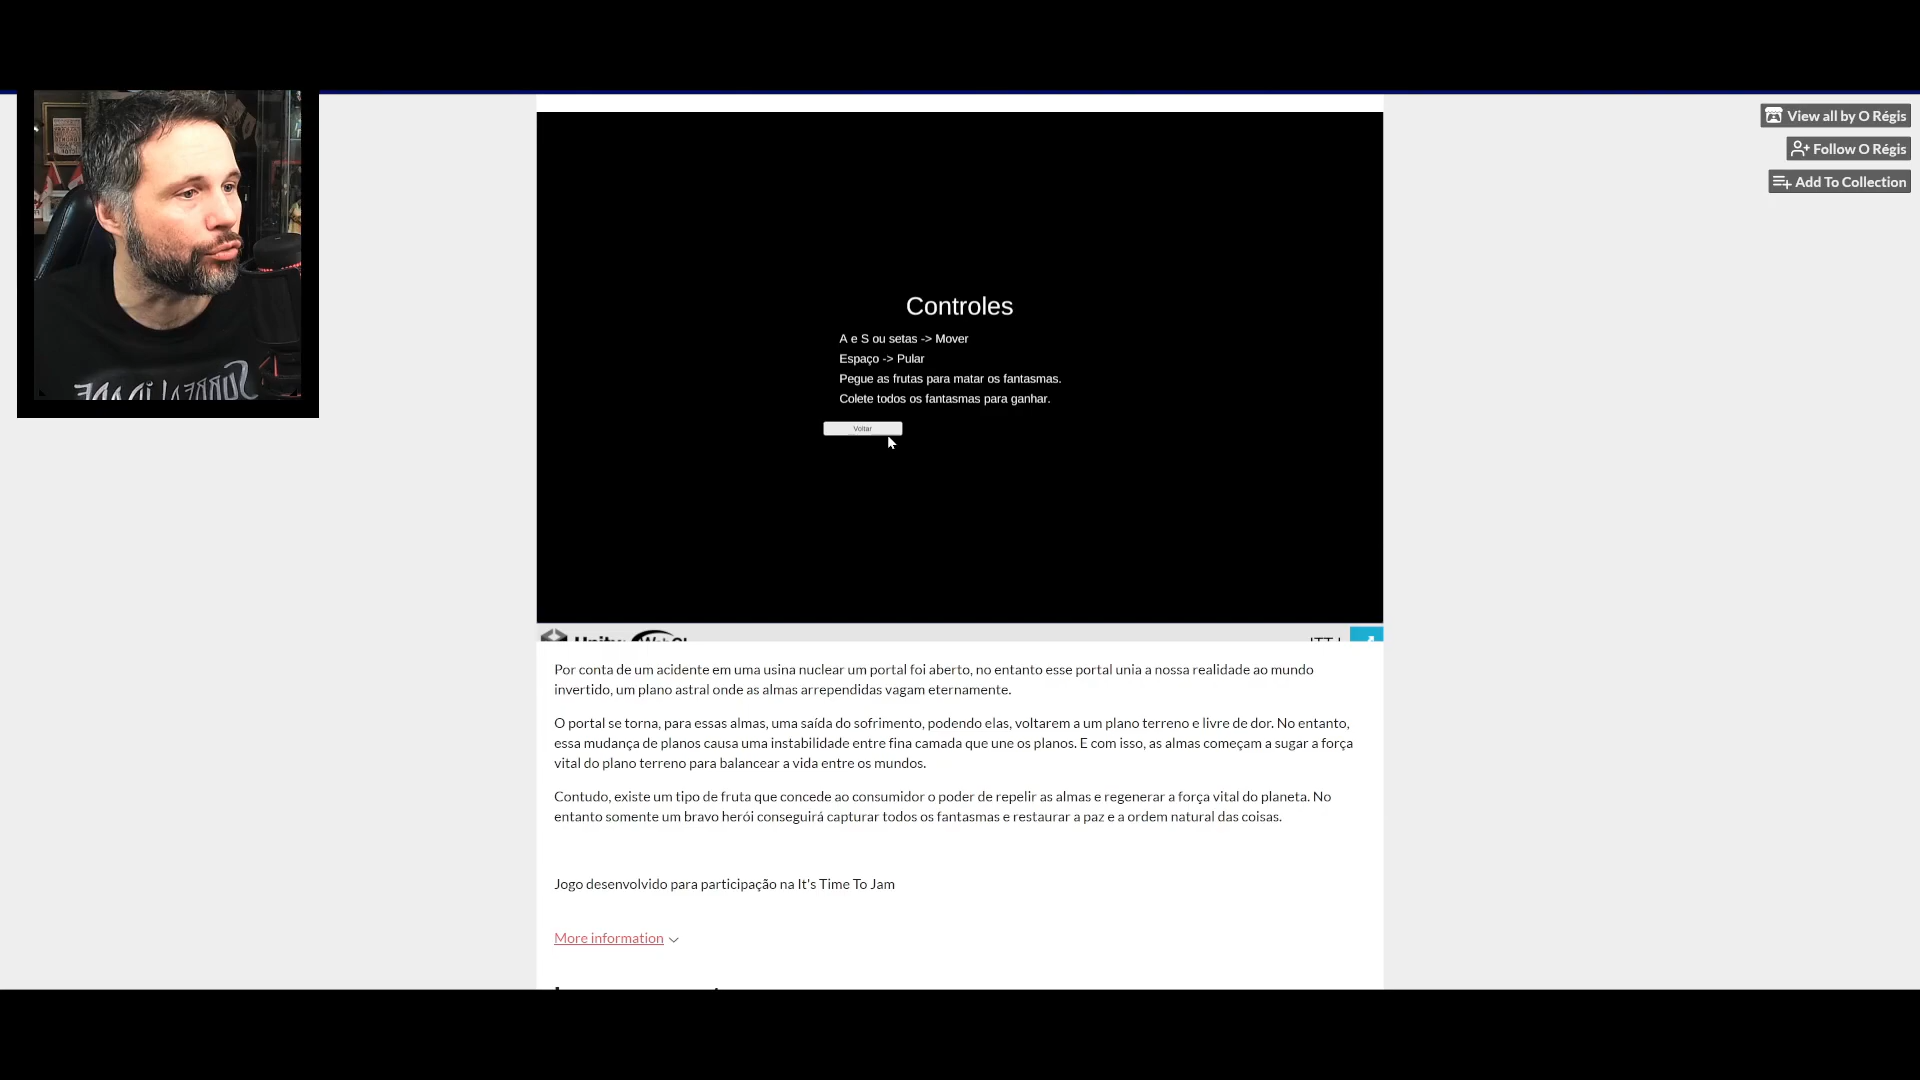 View all by O Régis
Follow O Régis
Add To Collection
Controles
A e S ou setas -> Mover
Espaço -> Pular
Pegue as frutas para matar os fantasmas.
Colete todos os fantasmas para ganhar.
Voltar
Por conta de um acidente em uma usina nuclear um portal foi aberto, no entanto esse portal unia a nossa realidade ao mundo
invertido, um plano astral onde as almas arrependidas vagam eternamente.
O portal se torna, para essas almas, uma saída do sofrimento, podendo elas, voltarem a um plano terreno e livre de dor. No entanto,
essa mudança de planos causa uma instabilidade entre fina camada que une os planos. E com isso, as almas começam a sugar a força
vital do plano terreno para balancear a vida entre os mundos.
Contudo, existe um tipo de fruta que concede ao consumidor o poder de repelir as almas e regenerar a força vital do planeta. No
entanto somente um bravo herói conseguirá capturar todos os fantasmas e restaurar a paz e a ordem natural das coisas.
Jogo desenvolvido para participação na It's Time To Jam
More information